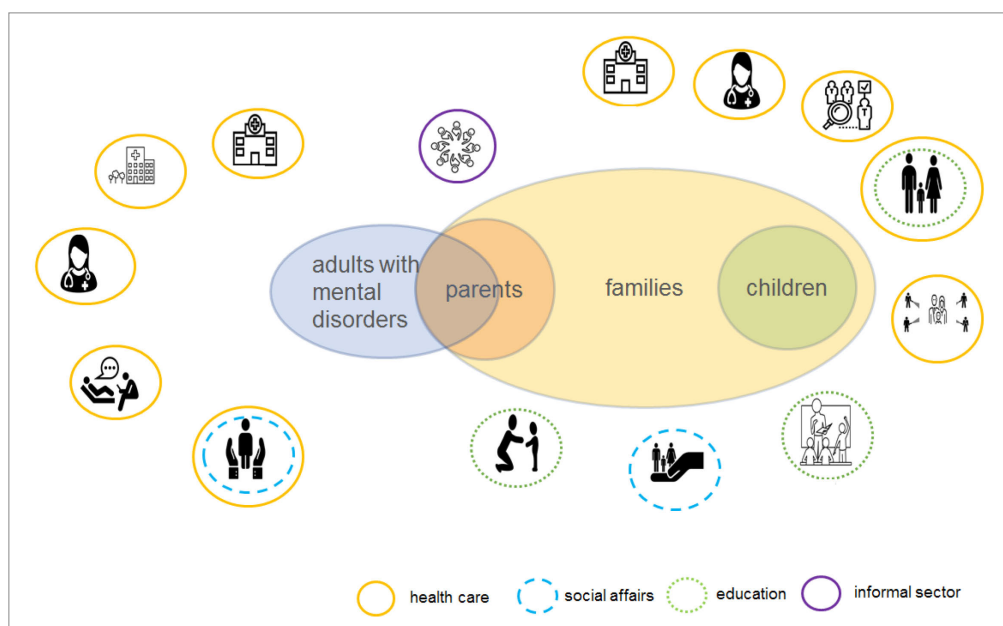 adults with
mental
disorders
parents
families
children
health care
social affairs
education
informal sector